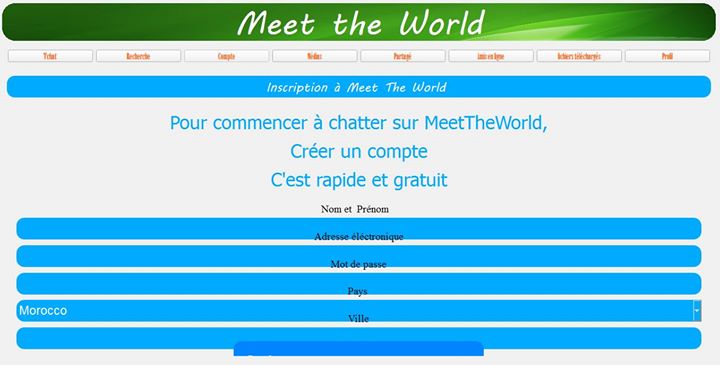 Meet the World
Tchat Recherche Compte Médias Partagé Amis en ligne fichiers téléchargés Profil
Inscription à Meet The World
Pour commencer à chatter sur MeetTheWorld,
Créer un compte
C'est rapide et gratuit
Nom et Prénom
Adresse éléctronique
Mot de passe
Pays
Morocco
Ville